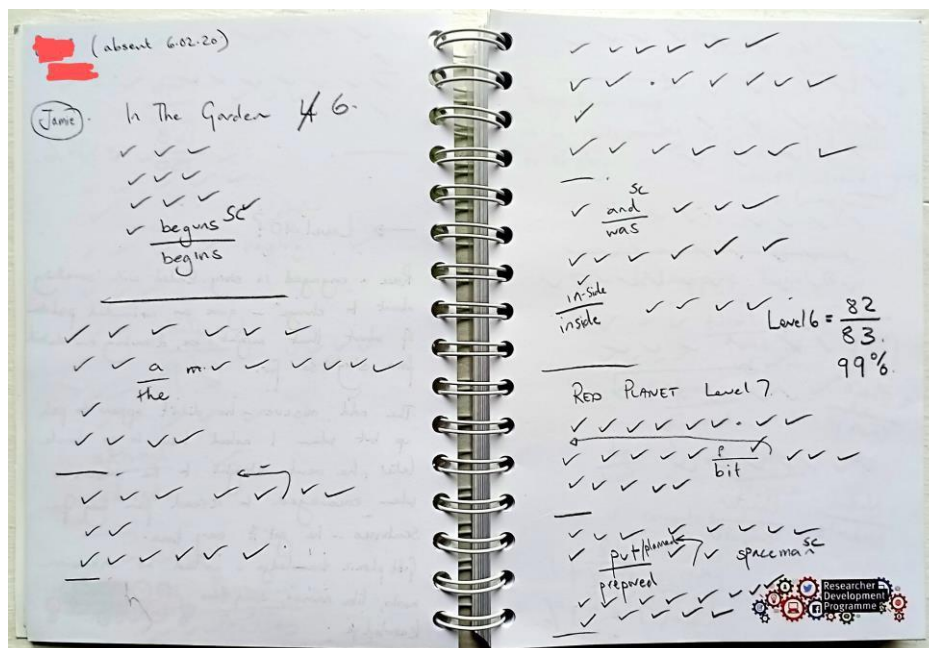 (absent 6.02.20)
Jamie. In The Garden 4 6.
✓ ✓ ✓
✓ ✓ ✓
✓ ✓ ✓ ✓
✓ beguns SC
begins
✓ ✓ ✓ ✓ ✓
✓ ✓ a m. ✓ ✓ ✓ ✓ ✓ ✓
the
✓
✓ ✓ ✓ ✓
✓ ✓ ✓ ✓ ✓ ✓ ✓
✓ ✓
✓ ✓ ✓ ✓ ✓ ✓
✓ ✓ ✓ ✓ ✓ ✓
✓ ✓ . ✓ ✓ ✓ ✓ ✓
✓
✓ ✓ ✓ ✓ ✓ ✓ ✓
sc
✓ and ✓ ✓ ✓
was
✓ ✓ ✓ ✓ ✓ ✓
✓
in-side ✓ ✓ ✓ ✓
inside
Level 6 = 82
83.
99%.
RED PLANET Level 7.
✓ ✓ ✓ ✓ ✓ ✓ . ✓ ✓
✓ ✓ ✓ ✓ ✓ ✓ ✓ ✓ ✓
bit
✓ ✓ ✓ ✓ ✓
✓ ✓ ✓ ✓ ✓ ✓ ✓
✓ put/planned ✓ ✓ spaceman SC
prepared
✓ ✓ ✓ ✓ ✓ ✓ ✓
✓ ✓ ✓ ✓ ✓ ✓
Researcher
Development
Programme